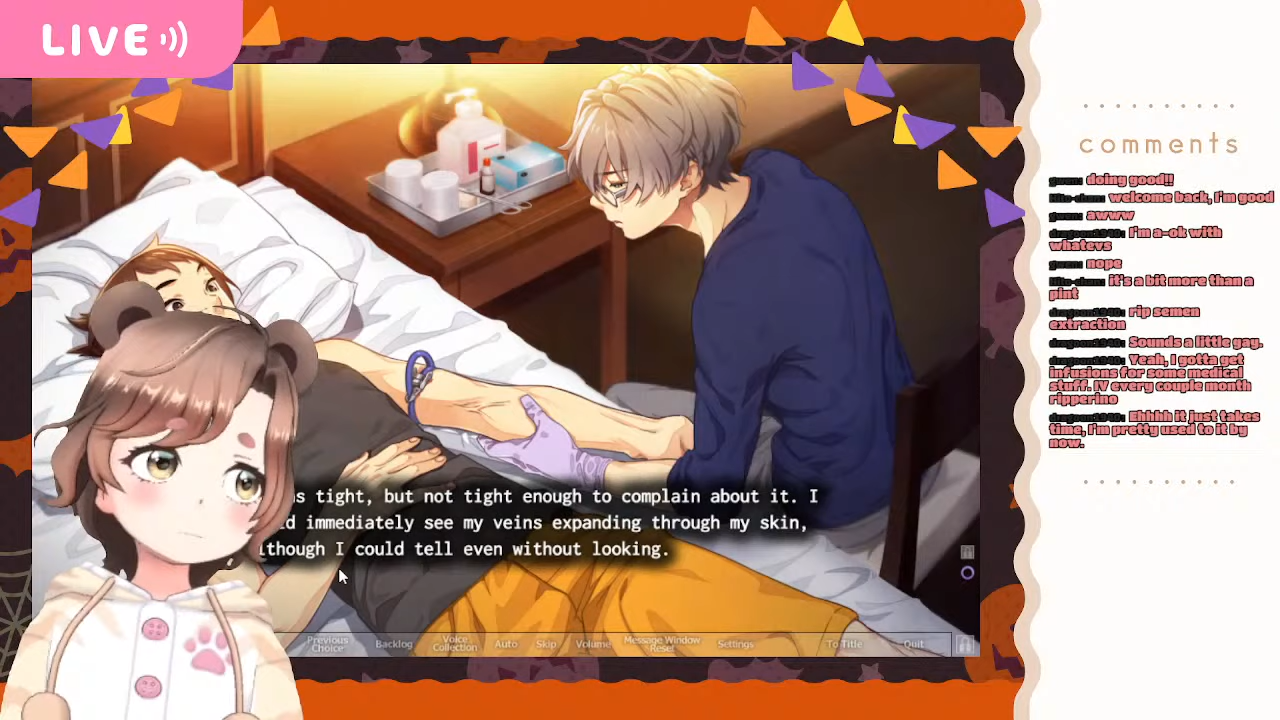 LIVE
comments
doing good!!
welcome back, I'm good
gwen: awww
I'm a-ok with
whatevs
gwen: nope
it's a bit more than a
pint
rip semen
extraction
Sounds a little gay.
Yeah, I gotta get
infusions for some medical
stuff. IV every couple month
ripperino
Ehhhh it just takes
time, I'm pretty used to it by
now.
s tight, but not tight enough to complain about it. I
d immediately see my veins expanding through my skin,
though I could tell even without looking.
Previous
Choice
Backlog
Voice
Collection
Auto
Skip
Volume
Message Window
Reset
Settings
To Title
Quit